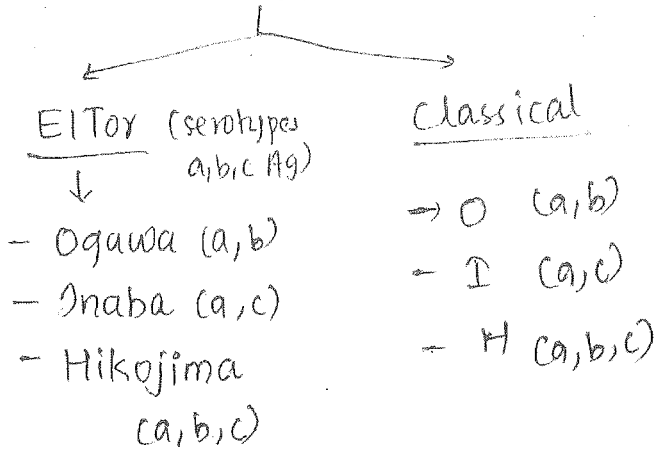 ElTor (serotypes
a,b,c Ag)
- Ogawa (a,b)
- Inaba (a,c)
- Hikojima
(a,b,c)
Classical
→ O (a,b)
- I (a,c)
- H (a,b,c)